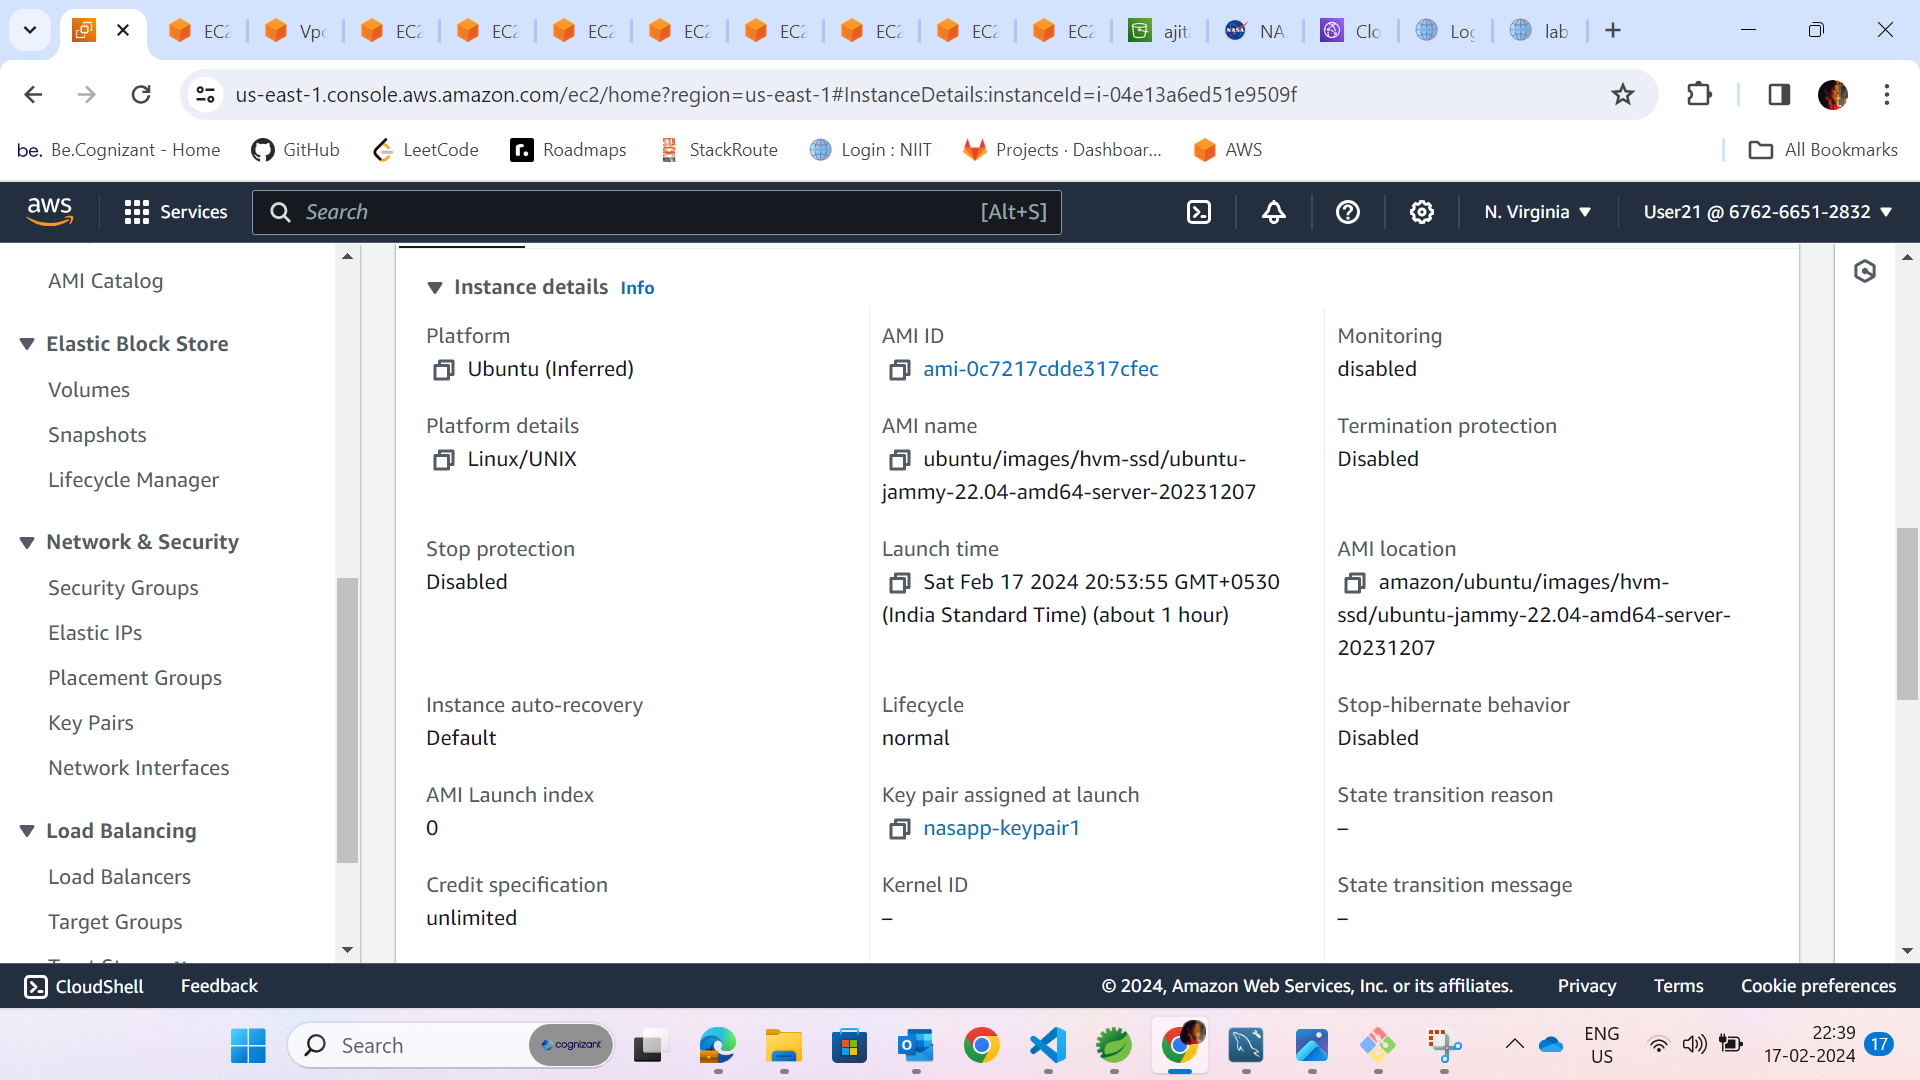 EC2
Vpc
EC2
EC2
EC2
EC2
EC2
EC2
EC2
EC2
ajit
NA
Clo
Log
lab
us-east-1.console.aws.amazon.com/ec2/home?region=us-east-1#InstanceDetails:instanceId=i-04e13a6ed51e9509f
be. Be.Cognizant - Home
GitHub
LeetCode
r. Roadmaps
StackRoute
Login : NIIT
Projects · Dashboar...
AWS
All Bookmarks
aws
Services
Search
[Alt+S]
N. Virginia
User21 @ 6762-6651-2832
AMI Catalog
Elastic Block Store
Volumes
Snapshots
Lifecycle Manager
Network & Security
Security Groups
Elastic IPs
Placement Groups
Key Pairs
Network Interfaces
Load Balancing
Load Balancers
Target Groups
Instance details Info
Platform
Ubuntu (Inferred)
AMI ID
ami-0c7217cdde317cfec
Monitoring
disabled
Platform details
Linux/UNIX
AMI name
ubuntu/images/hvm-ssd/ubuntu-
jammy-22.04-amd64-server-20231207
Termination protection
Disabled
Stop protection
Disabled
Launch time
Sat Feb 17 2024 20:53:55 GMT+0530
(India Standard Time) (about 1 hour)
AMI location
amazon/ubuntu/images/hvm-
ssd/ubuntu-jammy-22.04-amd64-server-
20231207
Instance auto-recovery
Default
Lifecycle
normal
Stop-hibernate behavior
Disabled
AMI Launch index
0
Key pair assigned at launch
nasapp-keypair1
State transition reason
–
Credit specification
unlimited
Kernel ID
–
State transition message
–
CloudShell
Feedback
© 2024, Amazon Web Services, Inc. or its affiliates.
Privacy
Terms
Cookie preferences
Search
cognizant
ENG
US
22:39
17-02-2024
17